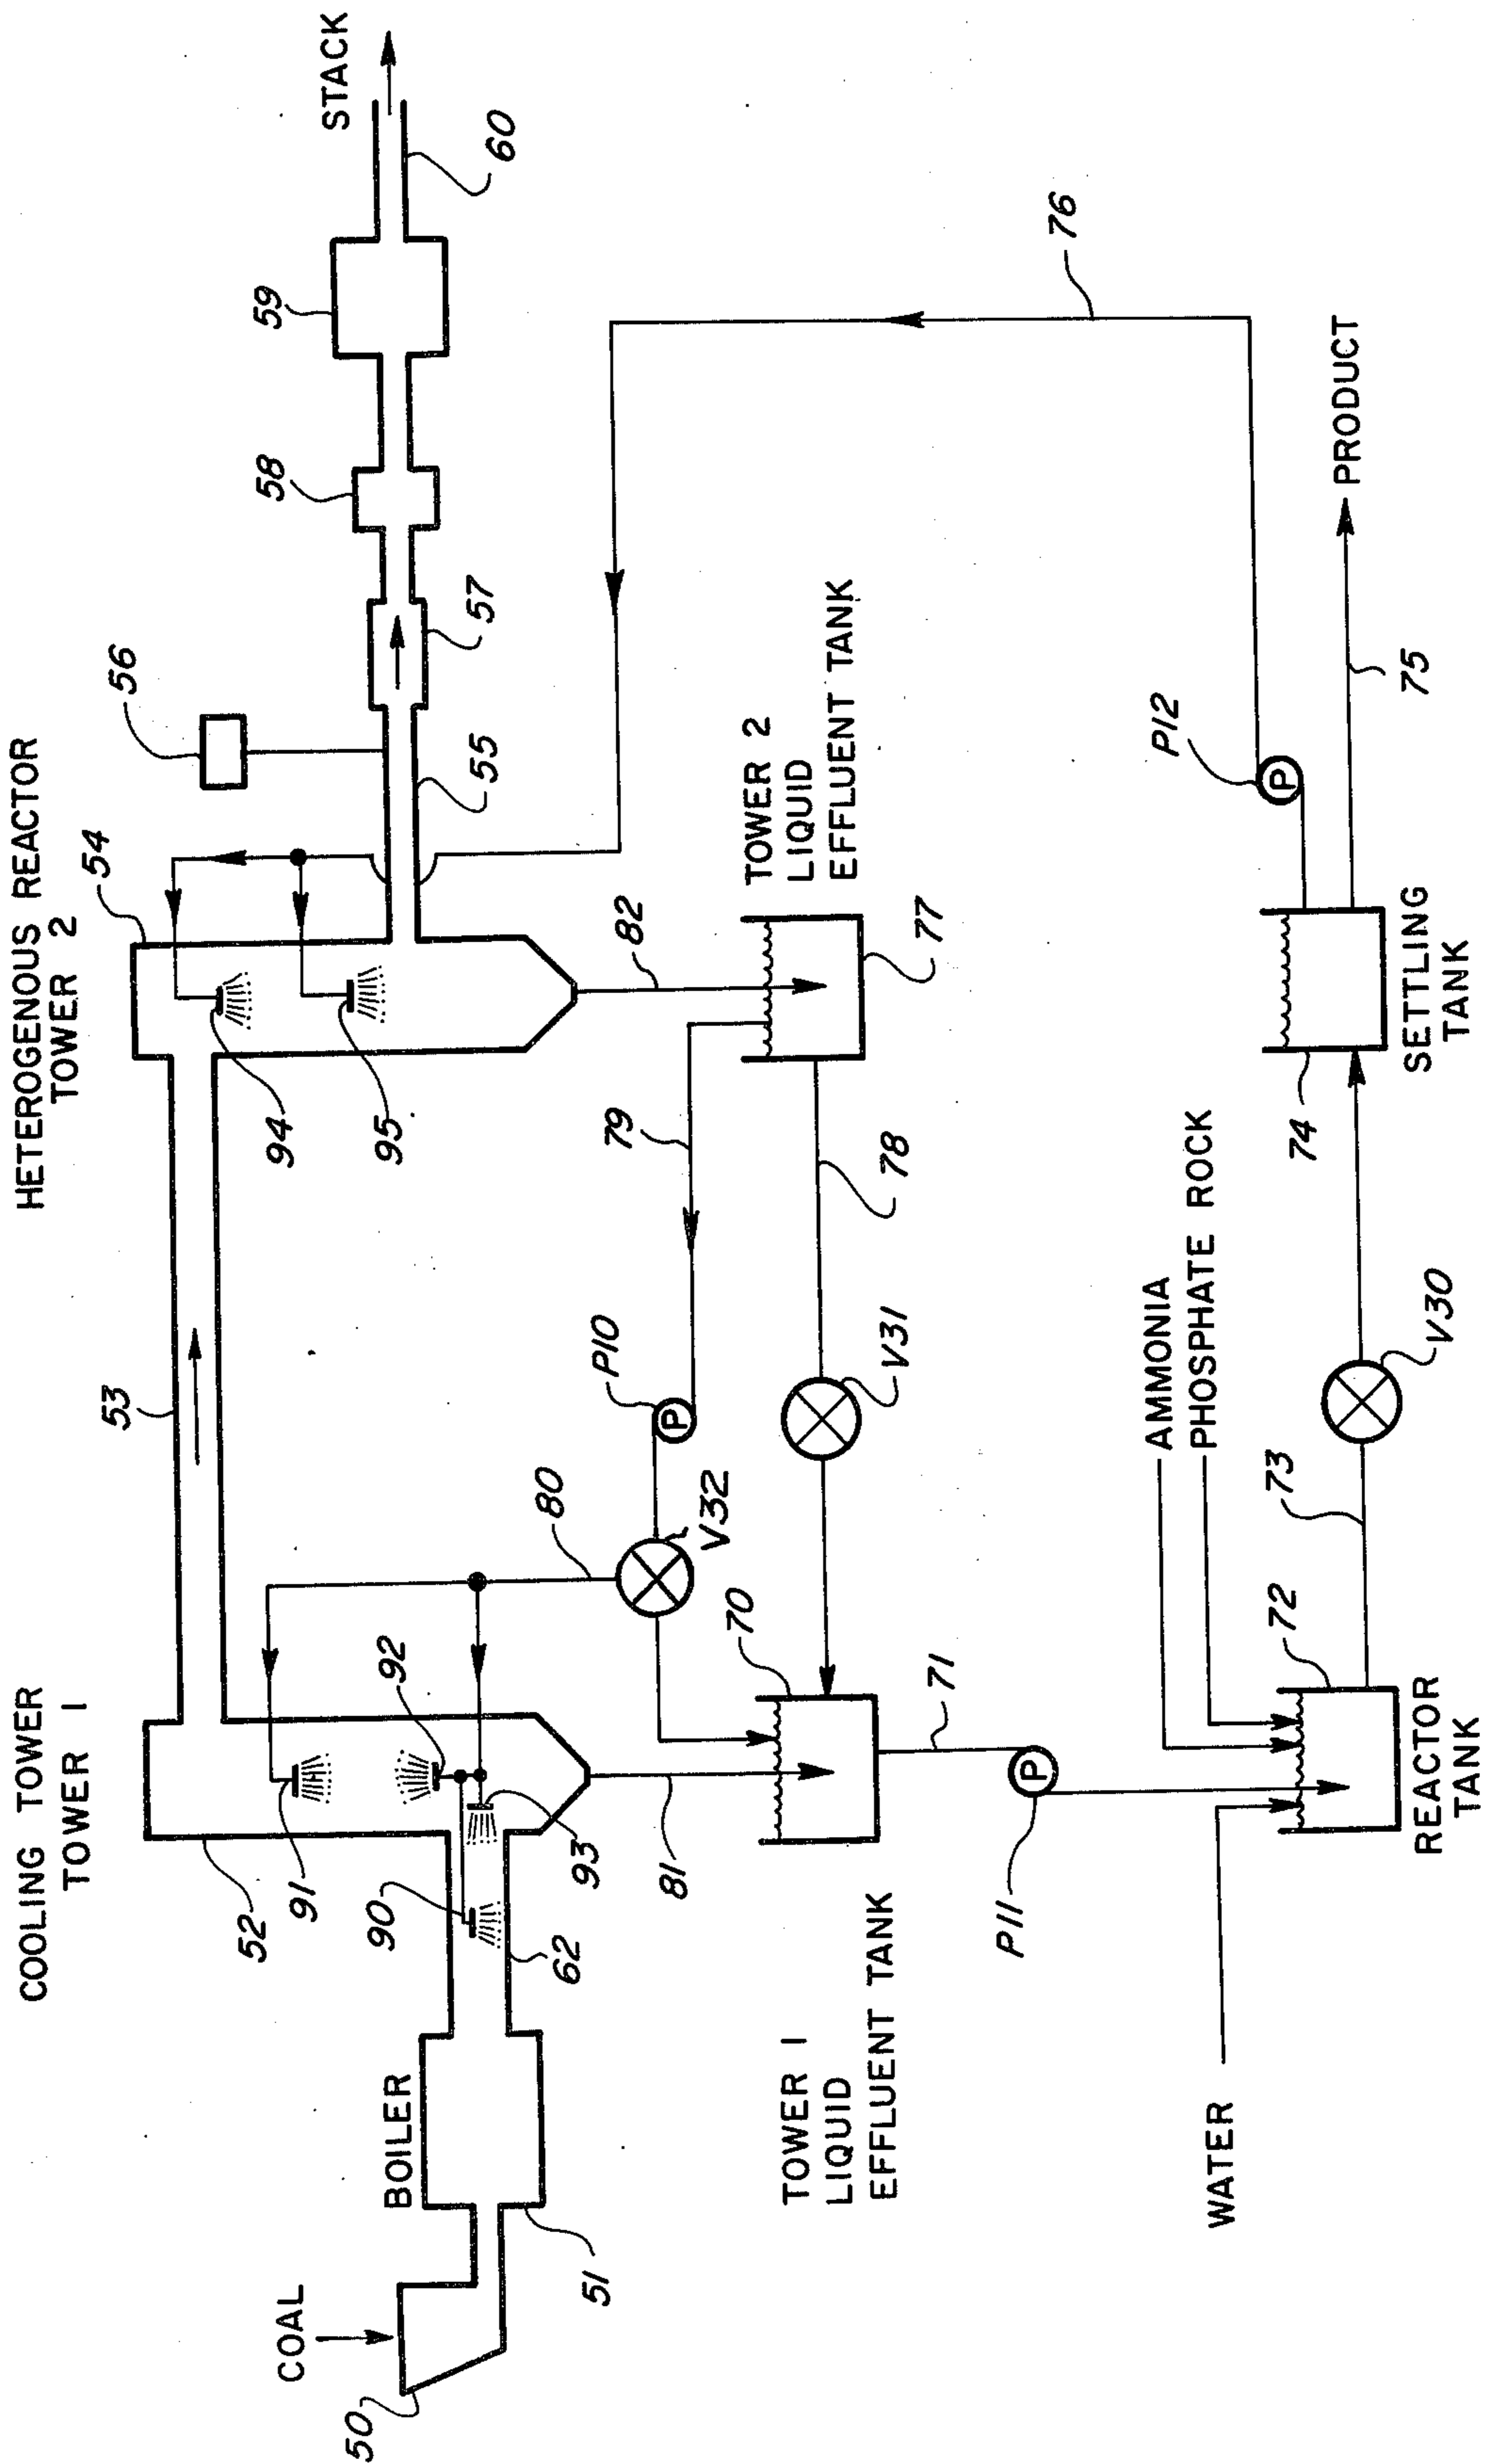 COOLING TOWER
TOWER 1
HETEROGENOUS REACTOR
TOWER 2
54
56
53
94
95
STACK
60
59
58
57
55
COAL
50
BOILER
51
52
91
92
90
93
62
80
P10
V32
79
82
76
TOWER 1
LIQUID
EFFLUENT TANK
81
70
V31
78
77
TOWER 2
LIQUID
EFFLUENT TANK
71
P11
WATER
AMMONIA
PHOSPHATE ROCK
72
73
V30
74
P12
75
PRODUCT
REACTOR
TANK
SETTLING
TANK
P
P
P